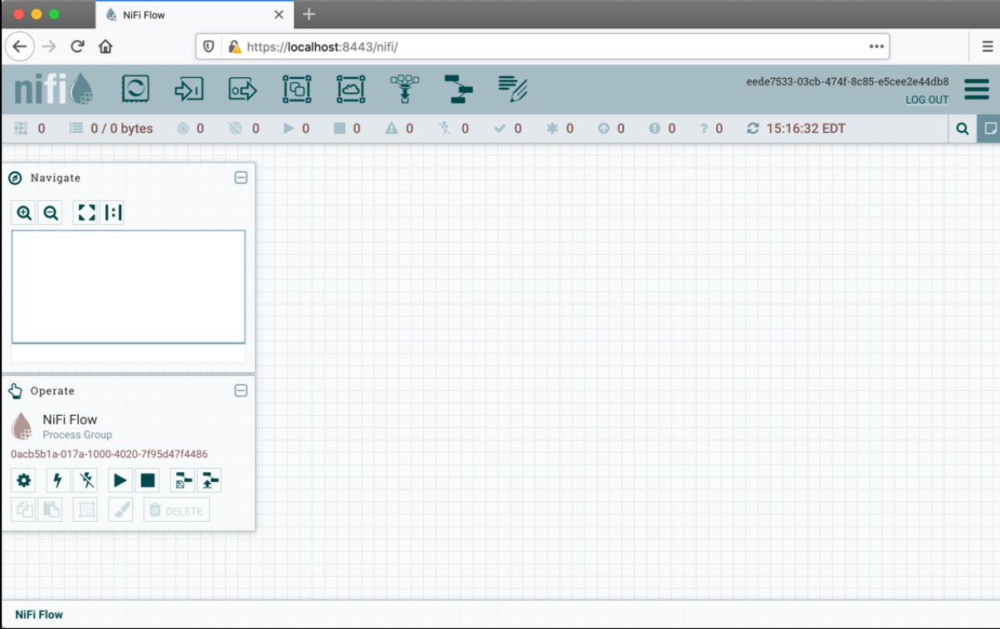 NiFi Flow
https://localhost:8443/nifi/
nifi
eede7533-03cb-474f-8c85-e5cee2e44db8
LOG OUT
0 0 / 0 bytes 0 0 0 0 0 0 0 0 0 0 ? 0 15:16:32 EDT
Navigate
Operate
NiFi Flow
Process Group
0acb5b1a-017a-1000-4020-7f95d47f4486
DELETE
NiFi Flow